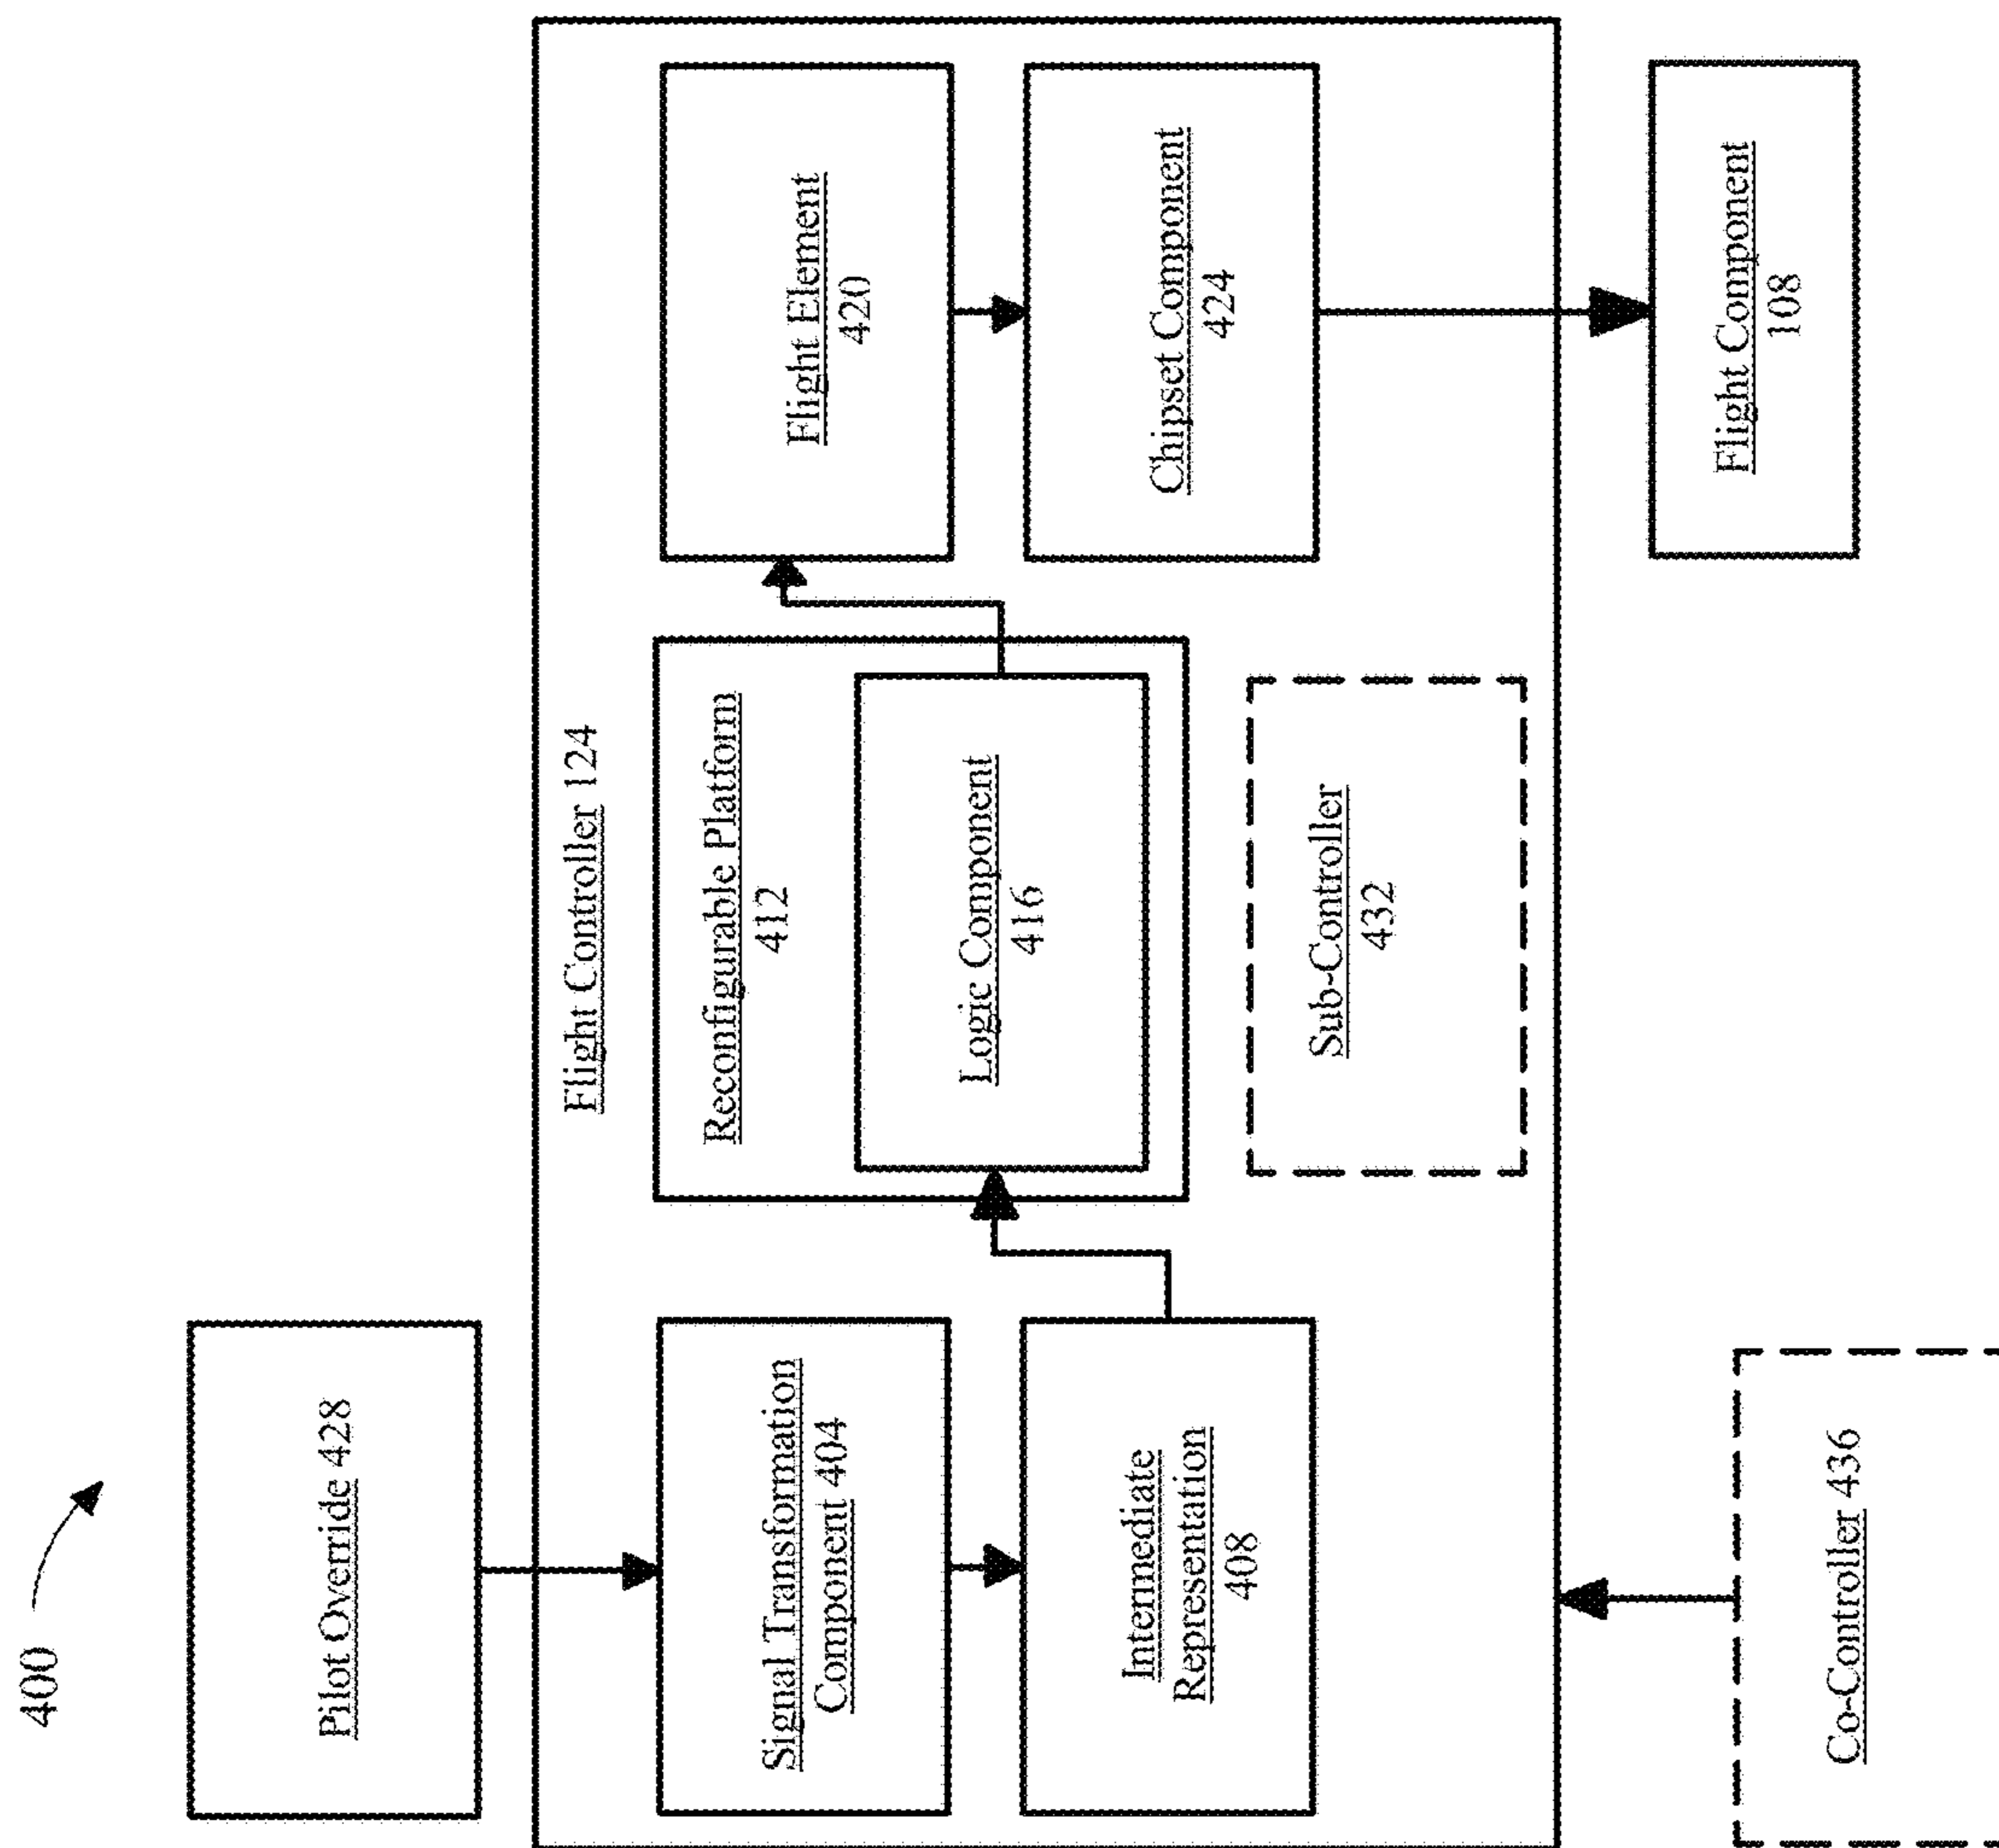 400
Pilot Override 428
Flight Controller 124
Signal Transformation
Component 404
Intermediate
Representation
408
Reconfigurable Platform
412
Logic Component
416
Sub-Controller
432
Flight Element
420
Chipset Component
424
Co-Controller 436
Flight Component
108